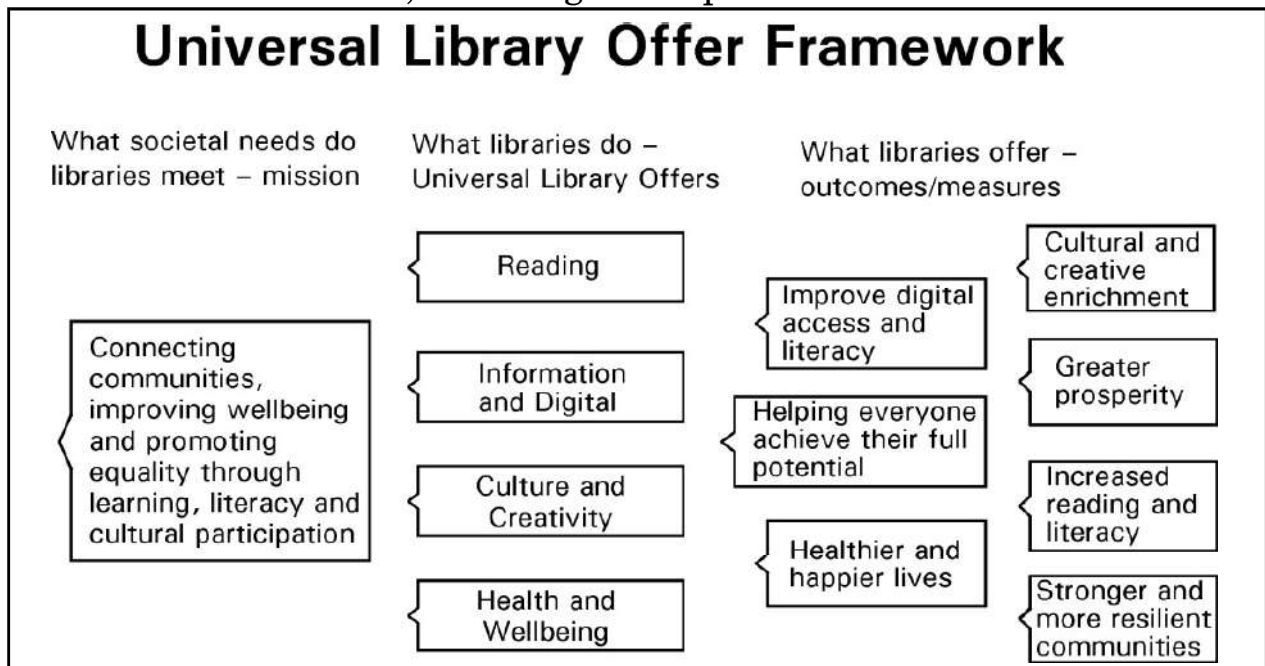 Universal Library Offer Framework
What societal needs do
libraries meet – mission
What libraries do –
Universal Library Offers
What libraries offer –
outcomes/measures
Connecting
communities,
improving wellbeing
and promoting
equality through
learning, literacy and
cultural participation
Reading
Information
and Digital
Culture and
Creativity
Health and
Wellbeing
Improve digital
access and
literacy
Helping everyone
achieve their full
potential
Healthier and
happier lives
Cultural and
creative
enrichment
Greater
prosperity
Increased
reading and
literacy
Stronger and
more resilient
communities